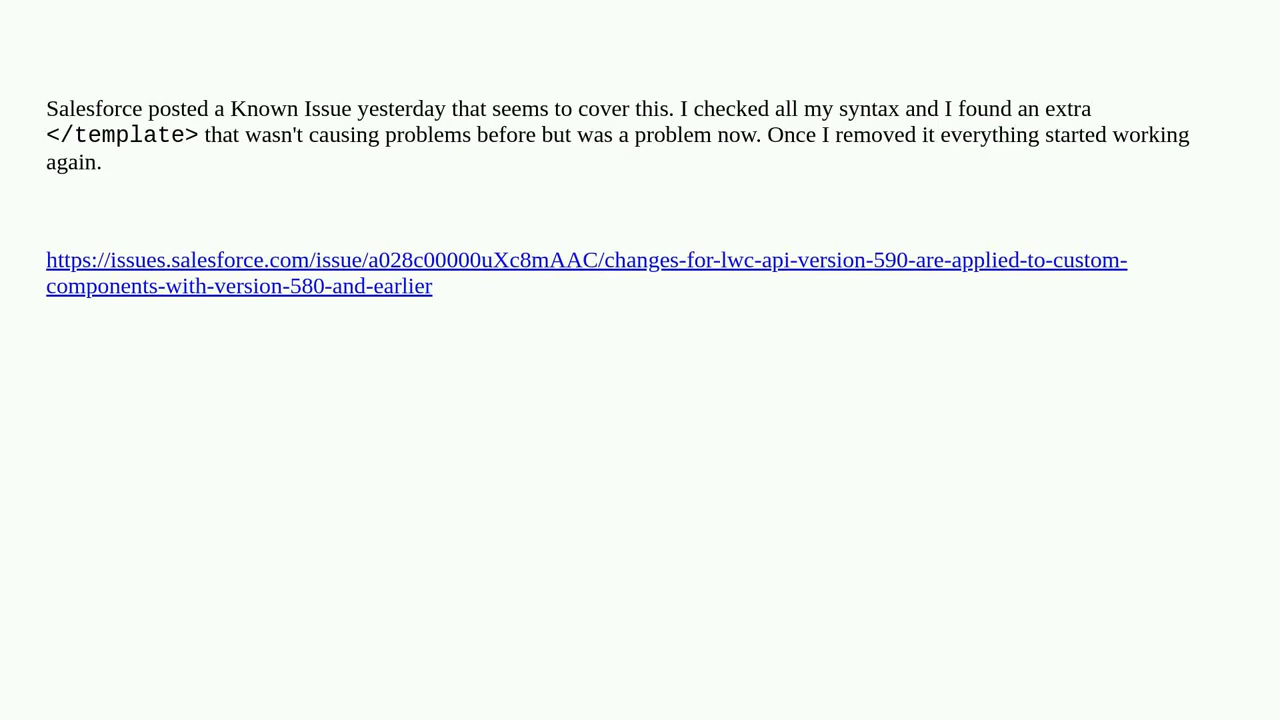 Salesforce posted a Known Issue yesterday that seems to cover this. I checked all my syntax and I found an extra
</template> that wasn't causing problems before but was a problem now. Once I removed it everything started working
again.
https://issues.salesforce.com/issue/a028c00000uXc8mAAC/changes-for-lwc-api-version-590-are-applied-to-custom-
components-with-version-580-and-earlier